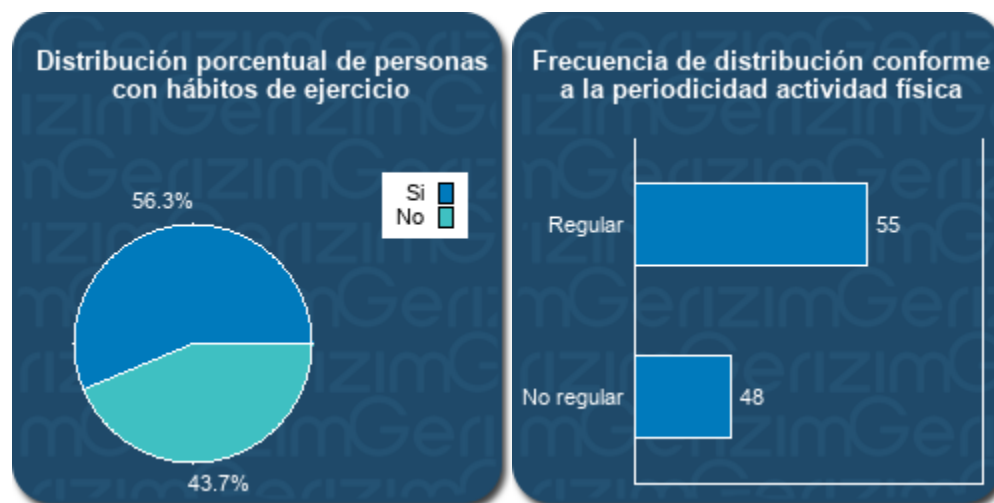 Distribución porcentual de personas
con hábitos de ejercicio
Si
No
56.3%
43.7%
Frecuencia de distribución conforme
a la periodicidad actividad física
Regular
55
No regular
48